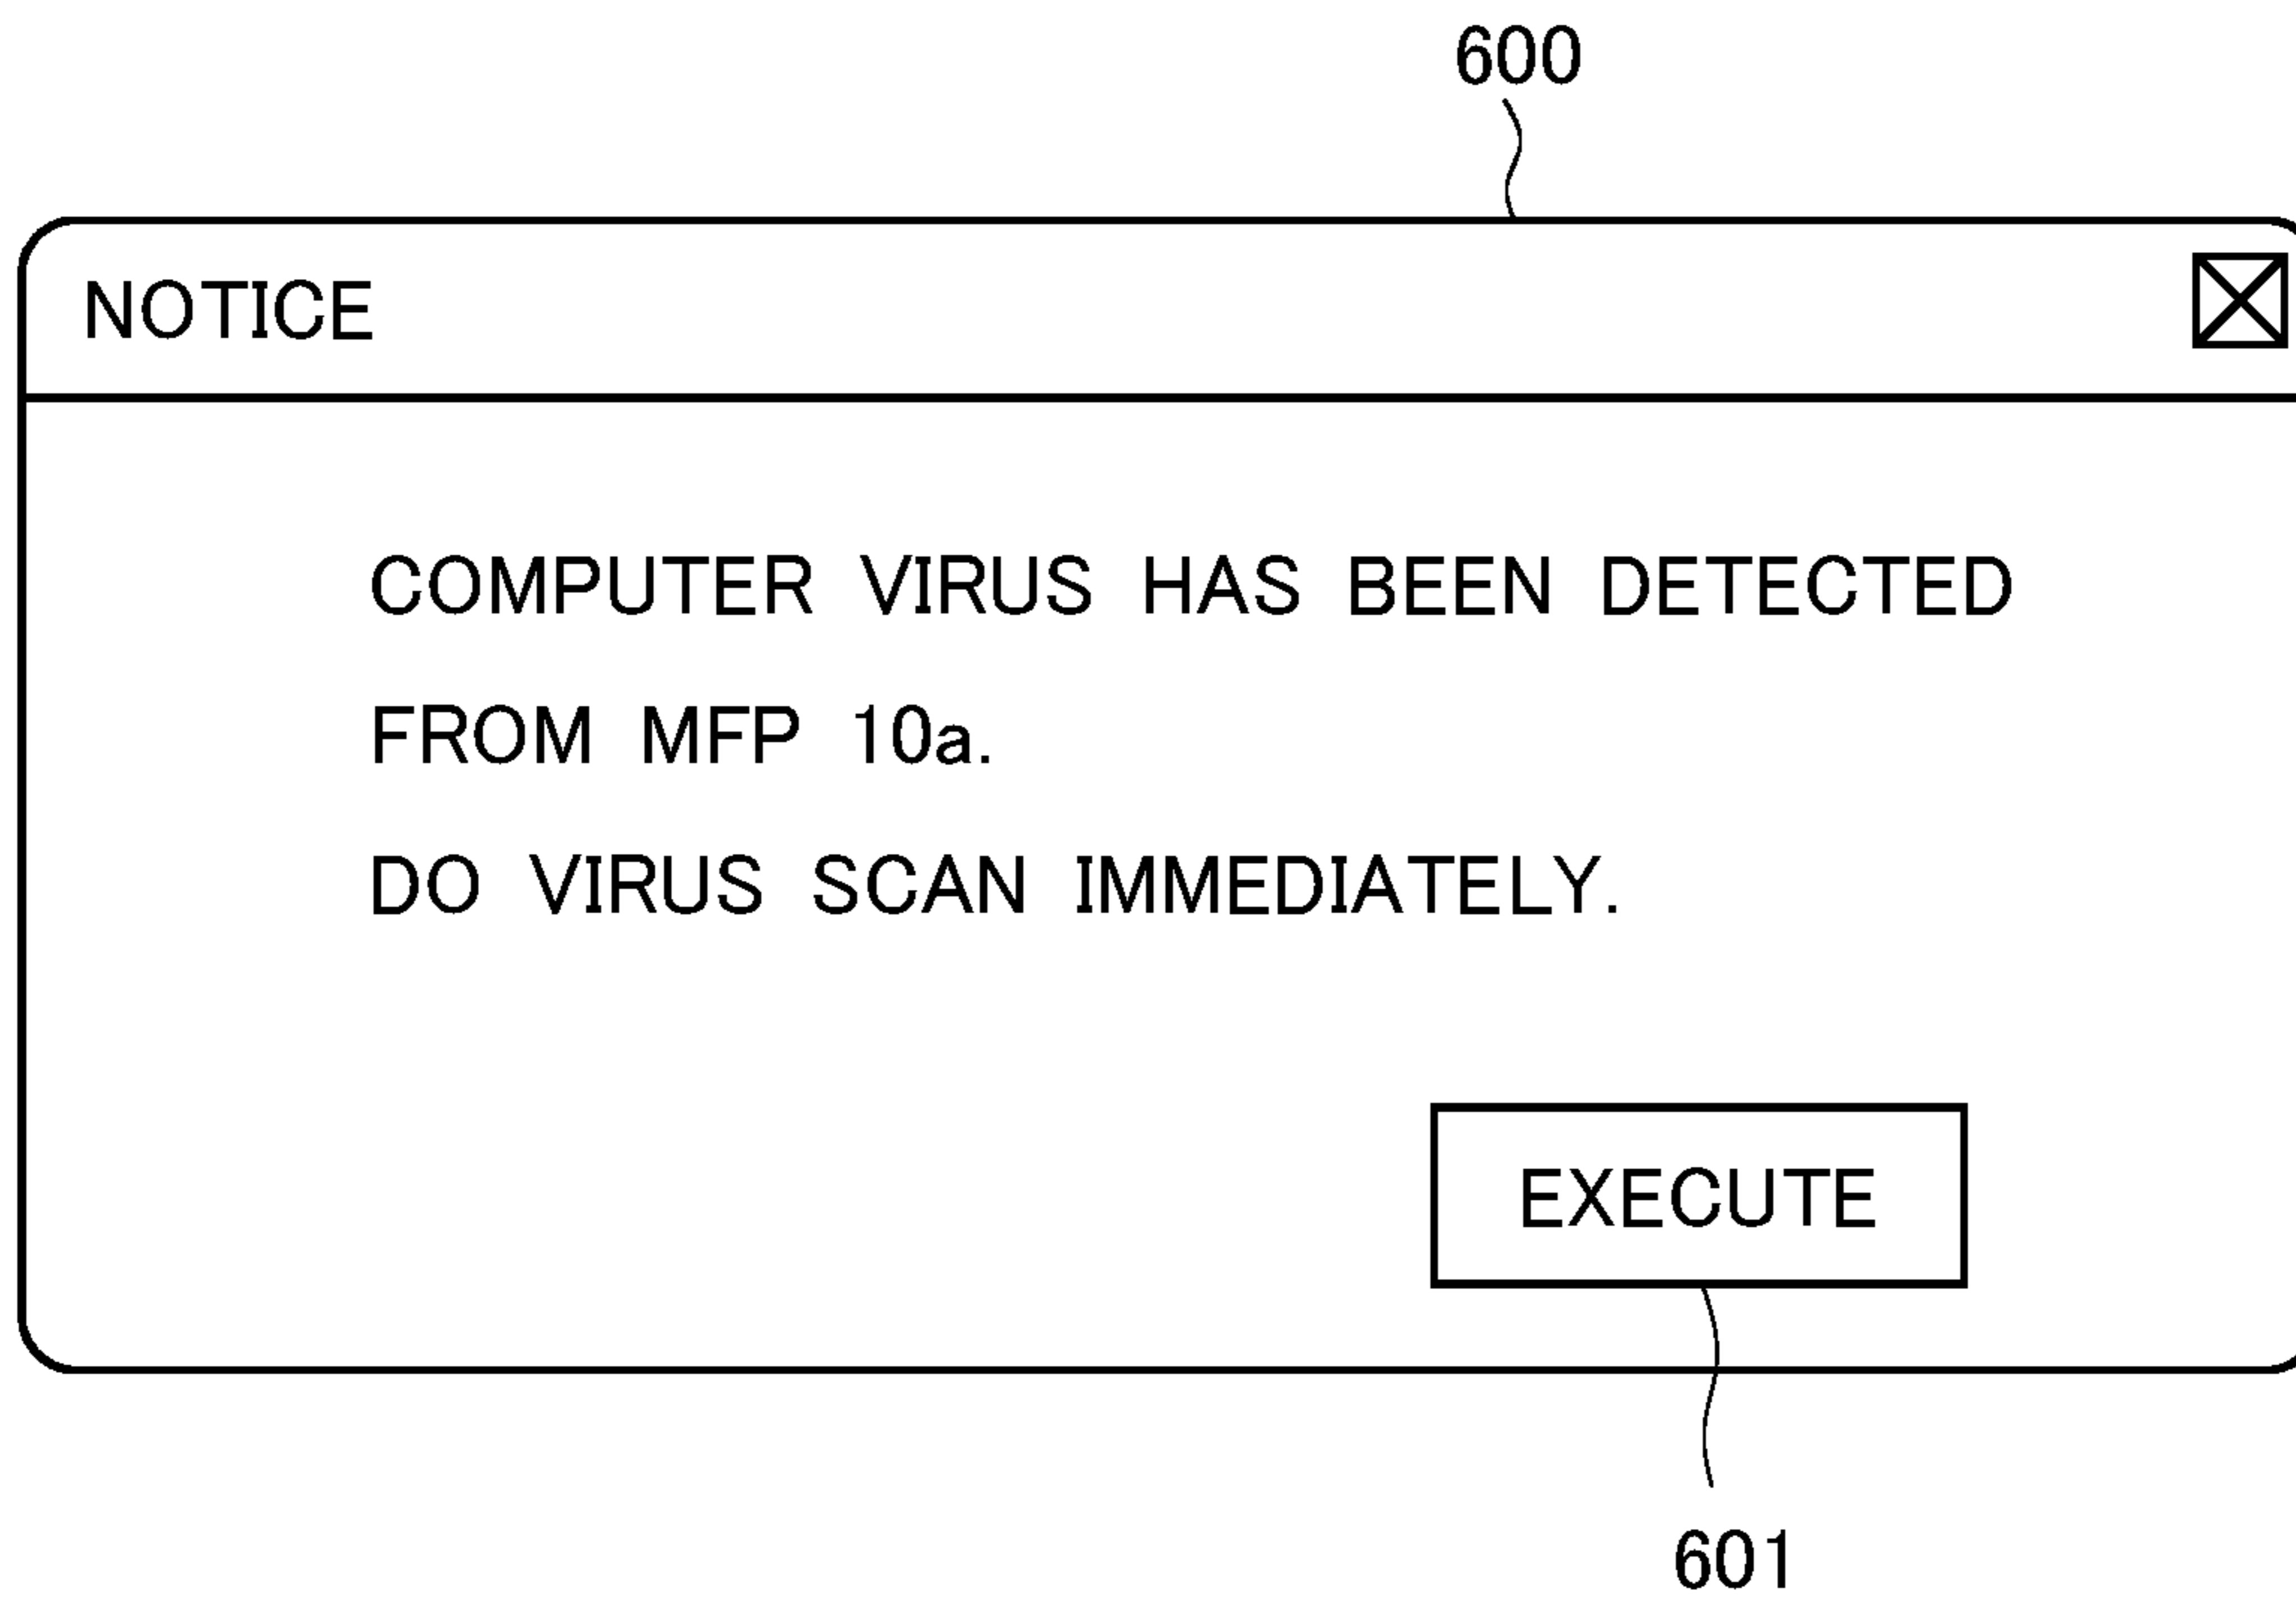 600
NOTICE
COMPUTER VIRUS HAS BEEN DETECTED
FROM MFP 10a.
DO VIRUS SCAN IMMEDIATELY.
EXECUTE
601